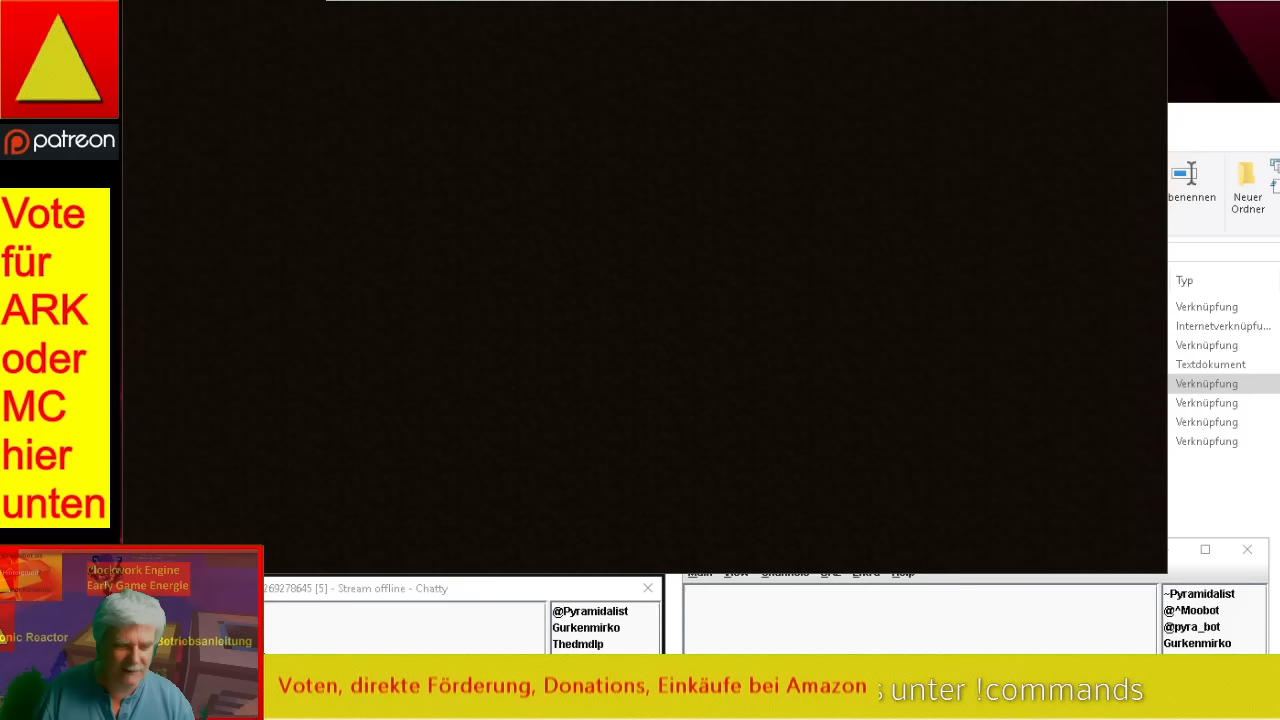 patreon
Vote
für
ARK
oder
MC
hier
unten
benennen
Neuer
Ordner
Typ
Verknüpfung
Internetverknüpfu...
Verknüpfung
Textdokument
Verknüpfung
Verknüpfung
Verknüpfung
Verknüpfung
Clockwork Engine
Early Game Energie
onic Reactor
Betriebsanleitung
269278645 [5] - Stream offline - Chatty
@Pyramidalist
Gurkenmirko
Thedmdlp
~Pyramidalist
@^Moobot
@pyra_bot
Gurkenmirko
Voten, direkte Förderung, Donations, Einkäufe bei Amazon
s unter !commands